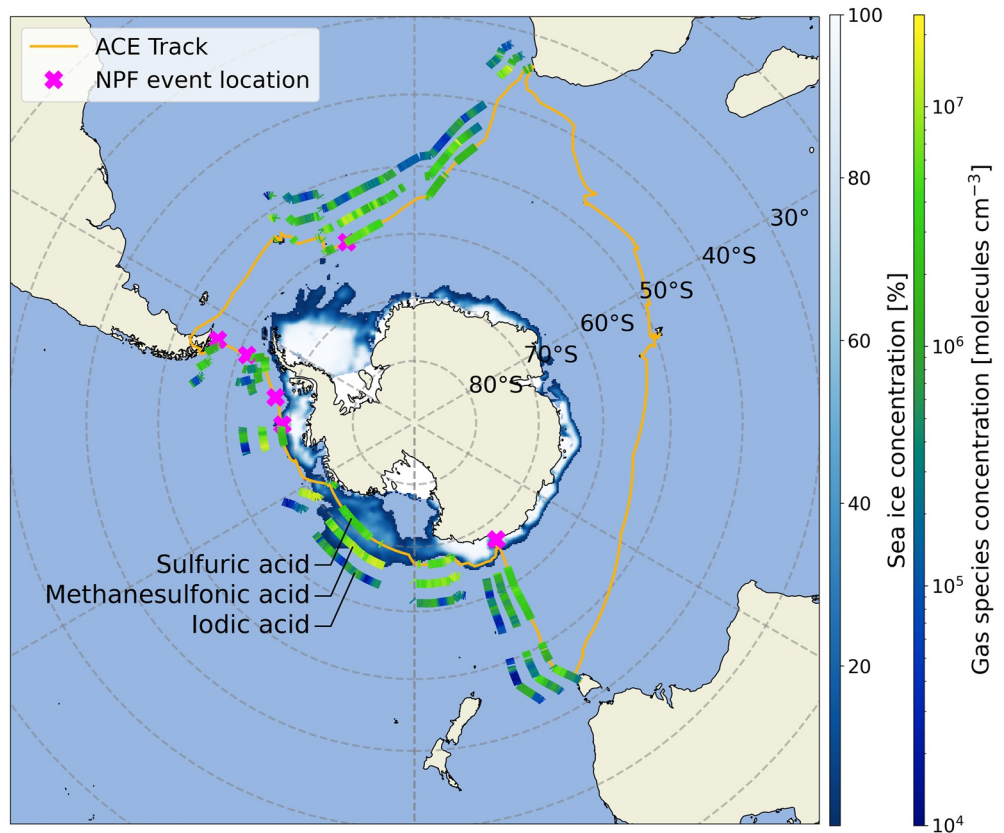 ACE Track
NPF event location
30°
40°S
50°S
60°S
70°S
80°S
Sulfuric acid
Methanesulfonic acid
Iodic acid
100
80
60
40
20
Sea ice concentration [%]
10⁷
10⁶
10⁵
10⁴
Gas species concentration [molecules cm⁻³]